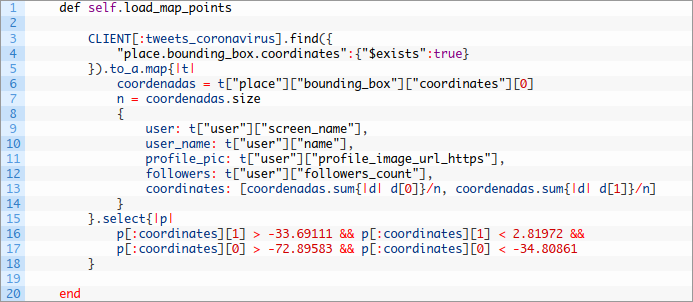 1 def self.load_map_points
2
3 CLIENT[:tweets_coronavirus].find({
4 "place.bounding_box.coordinates":{"$exists":true}
5 }).to_a.map{|t|
6 coordenadas = t["place"]["bounding_box"]["coordinates"][0]
7 n = coordenadas.size
8 {
9 user: t["user"]["screen_name"],
10 user_name: t["user"]["name"],
11 profile_pic: t["user"]["profile_image_url_https"],
12 followers: t["user"]["followers_count"],
13 coordinates: [coordenadas.sum{|d| d[0]}/n, coordenadas.sum{|d| d[1]}/n]
14 }
15 }.select{|p|
16 p[:coordinates][1] > -33.69111 && p[:coordinates][1] < 2.81972 &&
17 p[:coordinates][0] > -72.89583 && p[:coordinates][0] < -34.80861
18 }
19
20 end